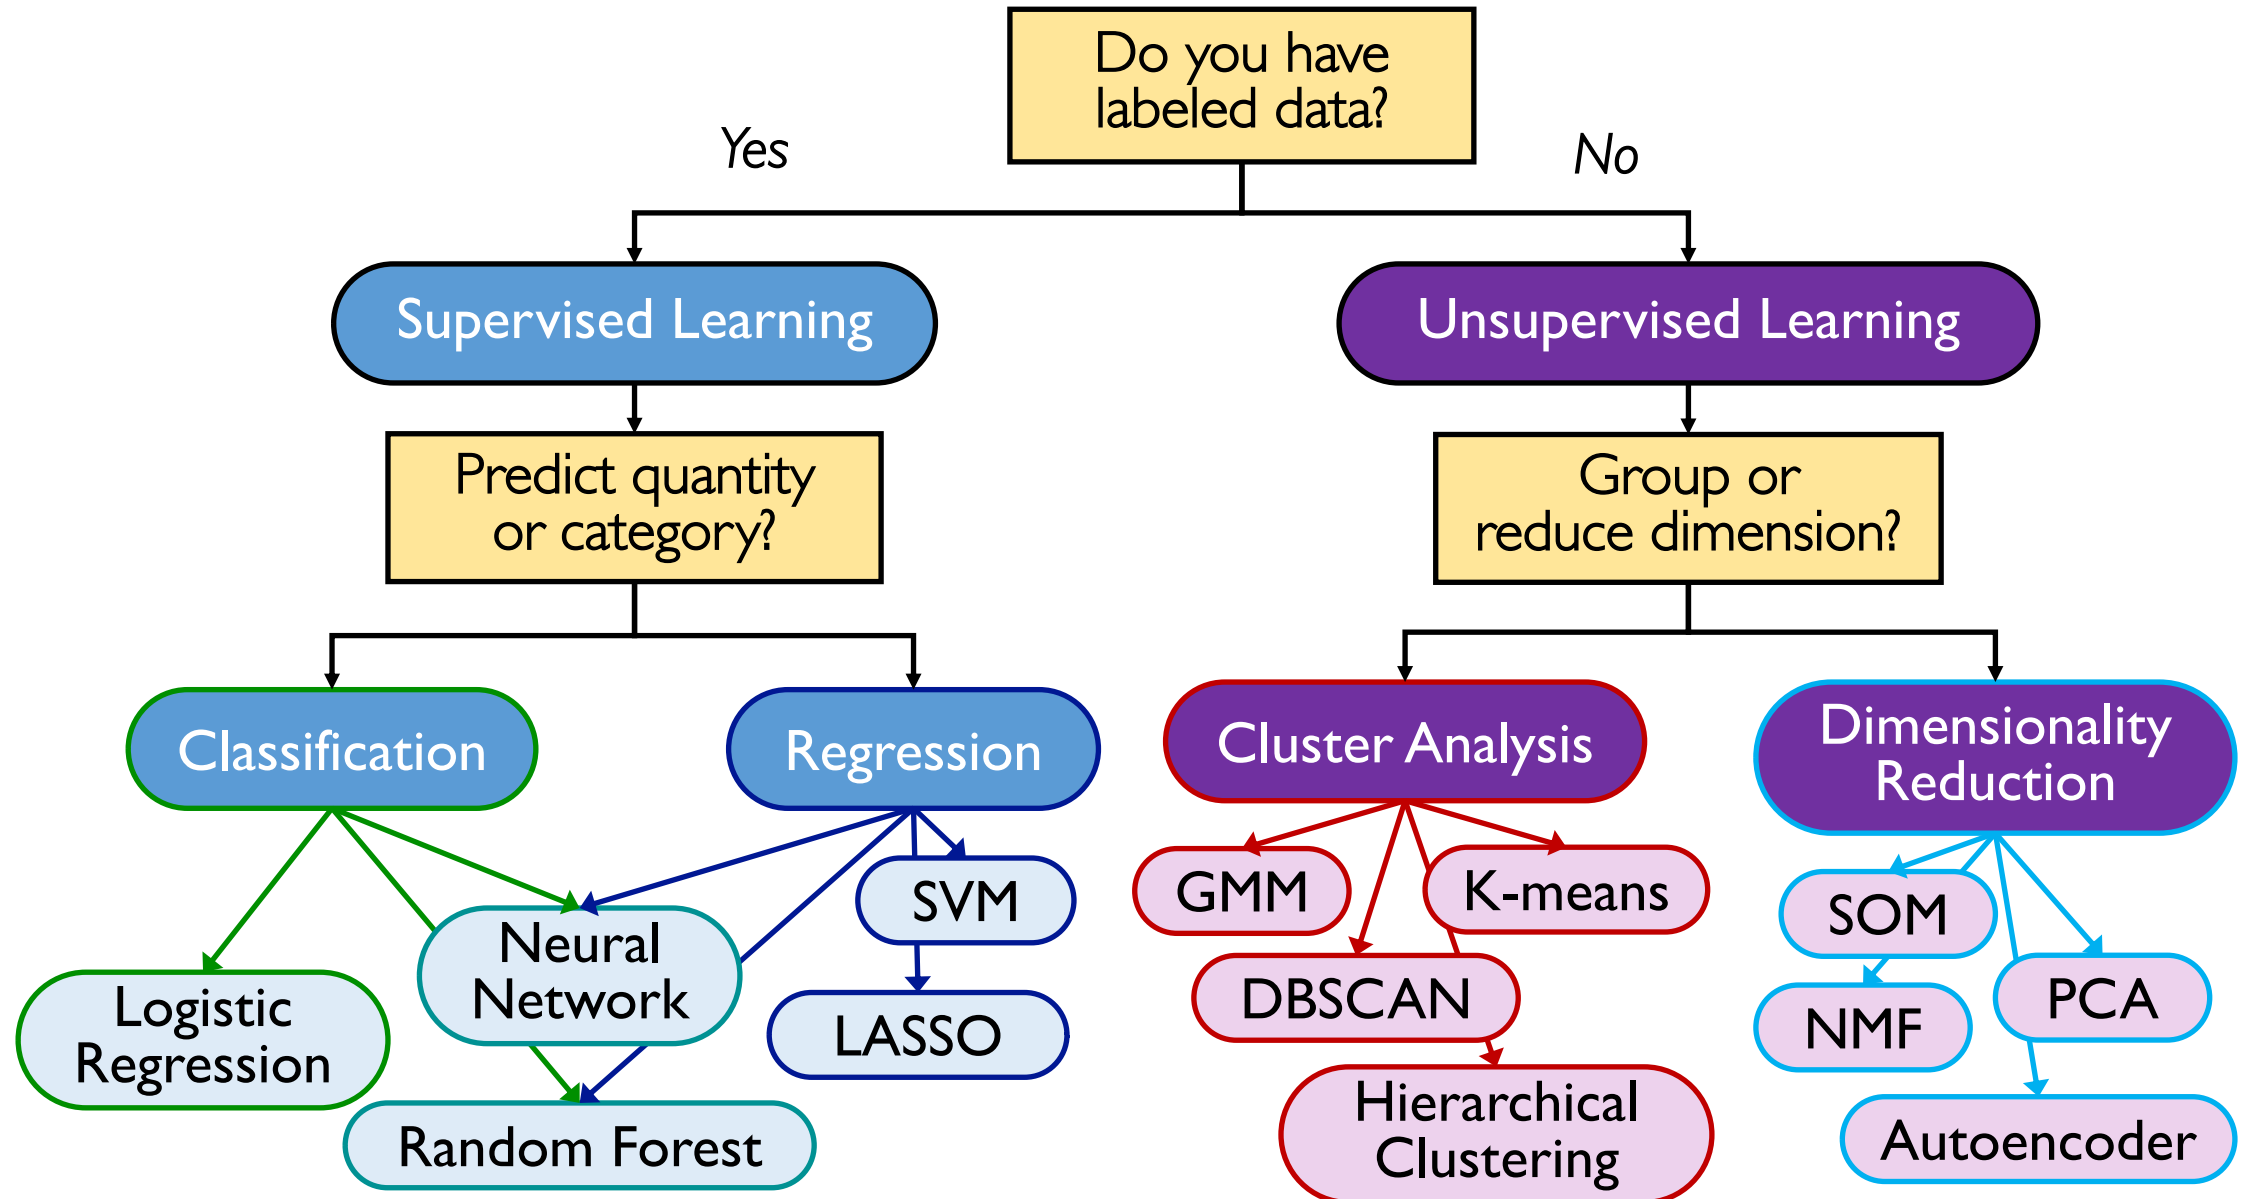 Do you have
labeled data?
Yes
No
Supervised Learning
Unsupervised Learning
Predict quantity
or category?
Group or
reduce dimension?
Classification
Regression
Cluster Analysis
Dimensionality
Reduction
SVM
GMM
K-means
SOM
Neural
Network
Logistic
Regression
LASSO
DBSCAN
NMF
PCA
Random Forest
Hierarchical
Clustering
Autoencoder